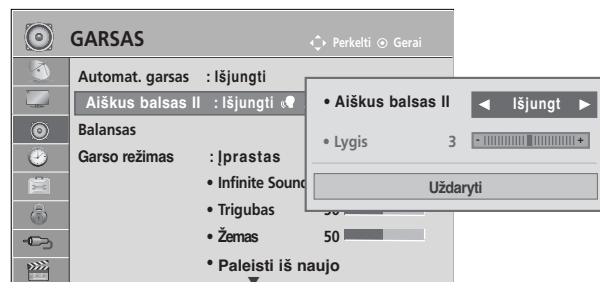 GARSAS
Perkelti Gerai
Automat. garsas : Išjungti
Aiškus balsas II : Išjungti
Balansas
Garso režimas : Įprastas
• Infinite Sound
• Trigubas
• Žemas 50
• Paleisti iš naujo
• Aiškus balsas II ◄ Išjungt ►
• Lygis 3 - +
Uždaryti